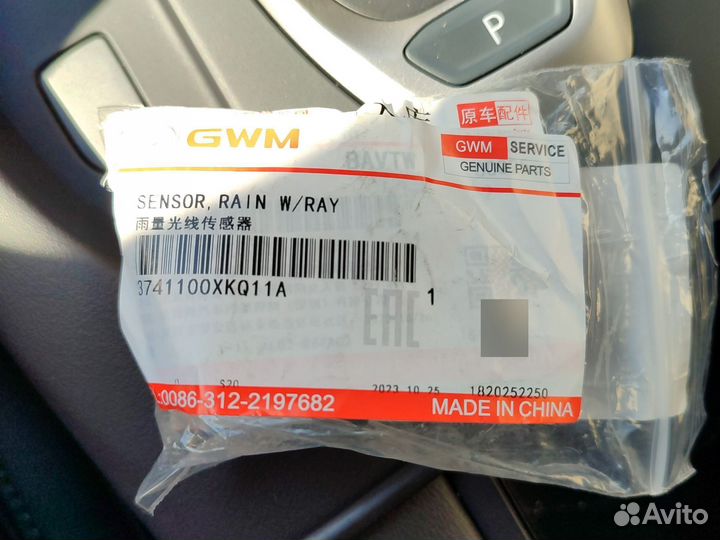 P
原车配件
GWM
GWM SERVICE
GENUINE PARTS
SENSOR, RAIN W/RAY
雨量光线传感器
3741100XKQ11A
1
EAC
0 S20 2023.10.25 1820252250
:0086-312-2197682 MADE IN CHINA
Avito